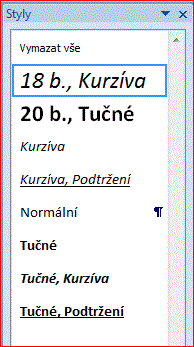 Styly
Vymazat vše
18 b., Kurzíva
20 b., Tučné
Kurzíva
Kurzíva, Podtržení
Normální ¶
Tučné
Tučné, Kurzíva
Tučné, Podtržení